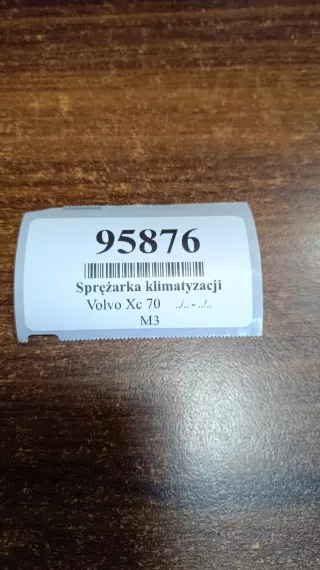 95876
Sprężarka klimatyzacji
Volvo Xc 70 ../.. - ../..
M3